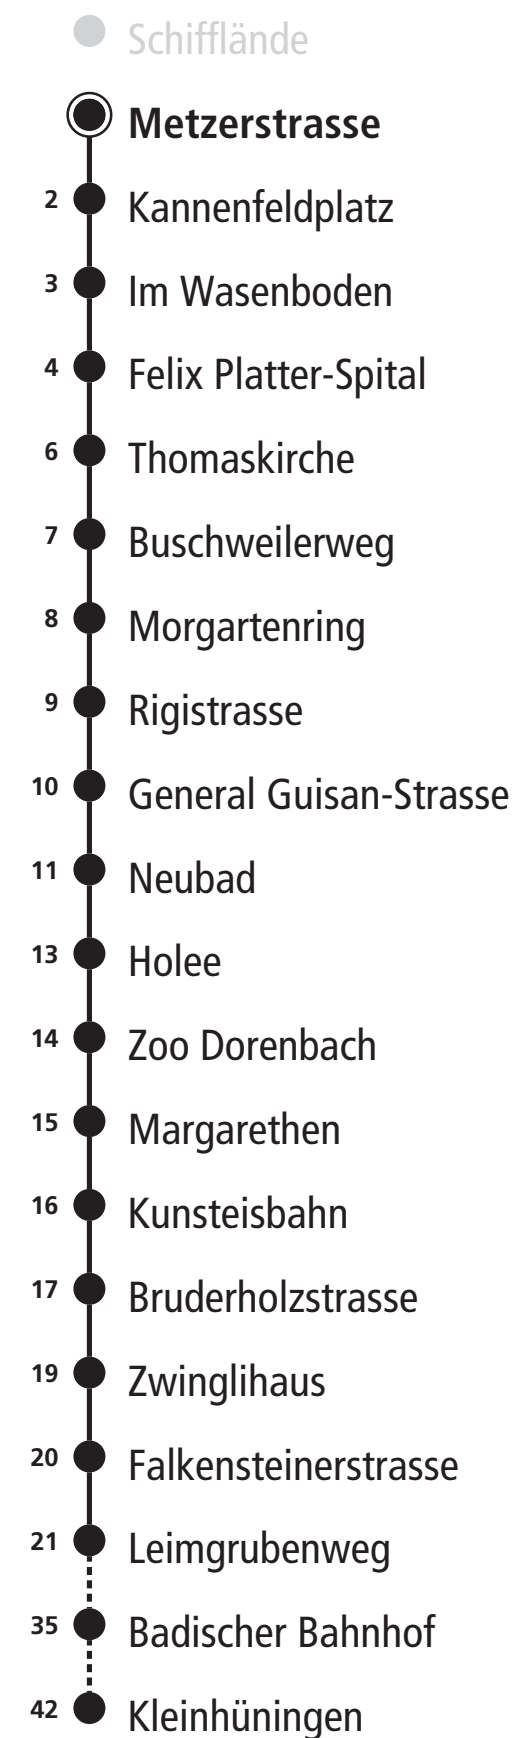 Schifflände
Metzerstrasse
2 Kannenfeldplatz
3 Im Wasenboden
4 Felix Platter-Spital
6 Thomaskirche
7 Buschweilerweg
8 Morgartenring
9 Rigistrasse
10 General Guisan-Strasse
11 Neubad
13 Holee
14 Zoo Dorenbach
15 Margarethen
16 Kunsteisbahn
17 Bruderholzstrasse
19 Zwinglihaus
20 Falkensteinerstrasse
21 Leimgrubenweg
35 Badischer Bahnhof
42 Kleinhüningen